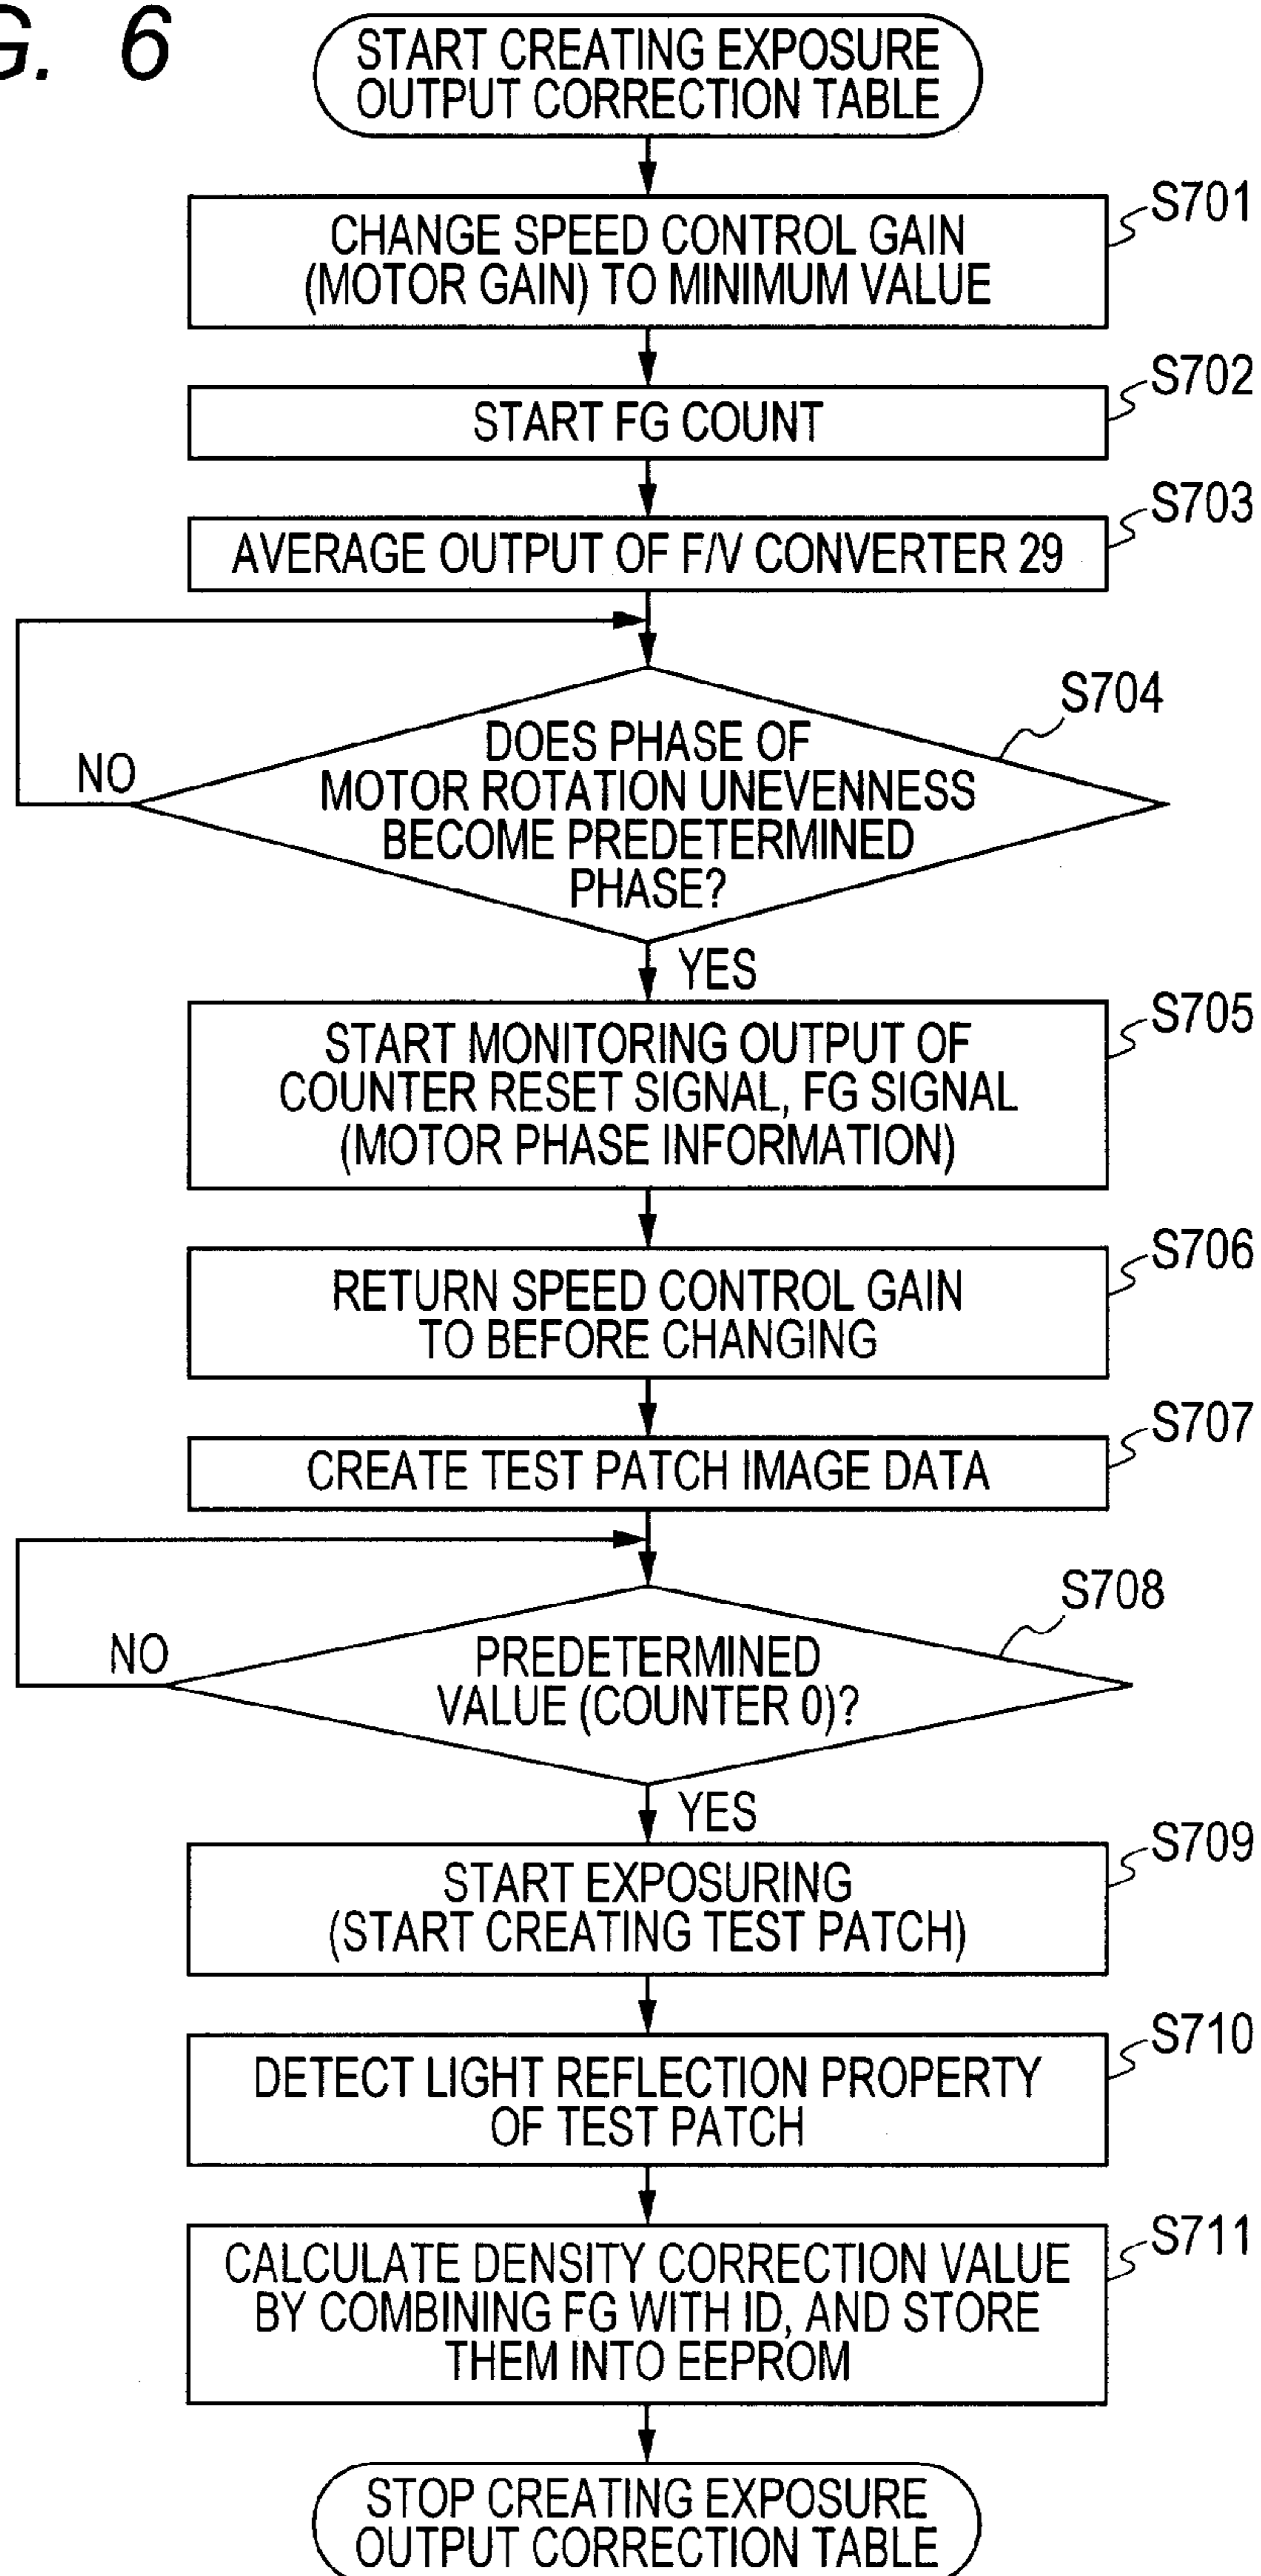 G. 6
START CREATING EXPOSURE
OUTPUT CORRECTION TABLE
S701
CHANGE SPEED CONTROL GAIN
(MOTOR GAIN) TO MINIMUM VALUE
S702
START FG COUNT
S703
AVERAGE OUTPUT OF F/V CONVERTER 29
S704
DOES PHASE OF
MOTOR ROTATION UNEVENNESS
BECOME PREDETERMINED
PHASE?
NO
YES
S705
START MONITORING OUTPUT OF
COUNTER RESET SIGNAL, FG SIGNAL
(MOTOR PHASE INFORMATION)
S706
RETURN SPEED CONTROL GAIN
TO BEFORE CHANGING
S707
CREATE TEST PATCH IMAGE DATA
S708
NO
PREDETERMINED
VALUE (COUNTER 0)?
YES
S709
START EXPOSURING
(START CREATING TEST PATCH)
S710
DETECT LIGHT REFLECTION PROPERTY
OF TEST PATCH
S711
CALCULATE DENSITY CORRECTION VALUE
BY COMBINING FG WITH ID, AND STORE
THEM INTO EEPROM
STOP CREATING EXPOSURE
OUTPUT CORRECTION TABLE